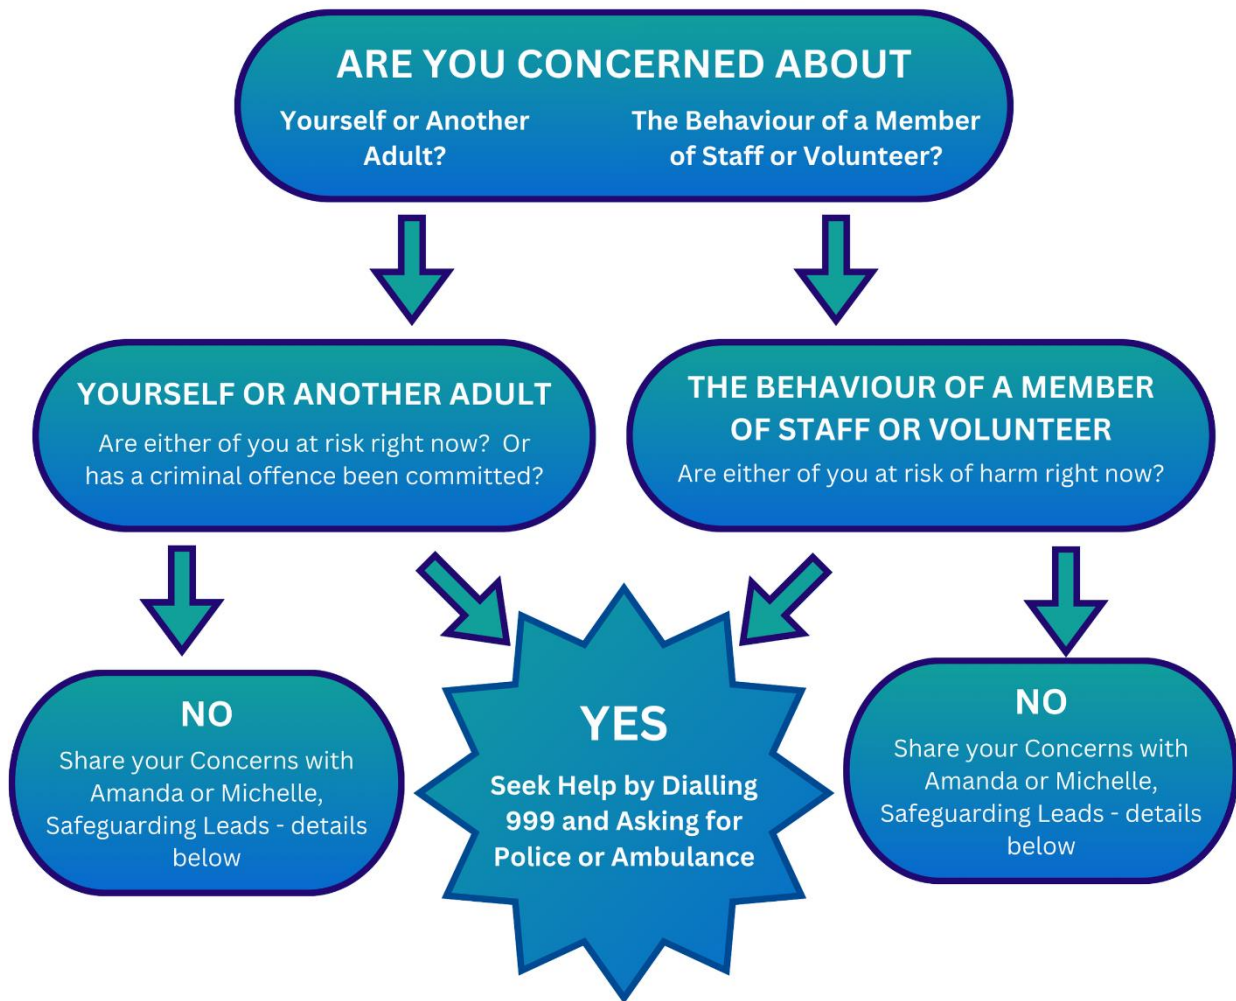 ARE YOU CONCERNED ABOUT
Yourself or Another
Adult?
The Behaviour of a Member
of Staff or Volunteer?
YOURSELF OR ANOTHER ADULT
Are either of you at risk right now? Or
has a criminal offence been committed?
THE BEHAVIOUR OF A MEMBER
OF STAFF OR VOLUNTEER
Are either of you at risk of harm right now?
NO
Share your Concerns with
Amanda or Michelle,
Safeguarding Leads - details
below
YES
Seek Help by Dialling
999 and Asking for
Police or Ambulance
NO
Share your Concerns with
Amanda or Michelle,
Safeguarding Leads - details
below